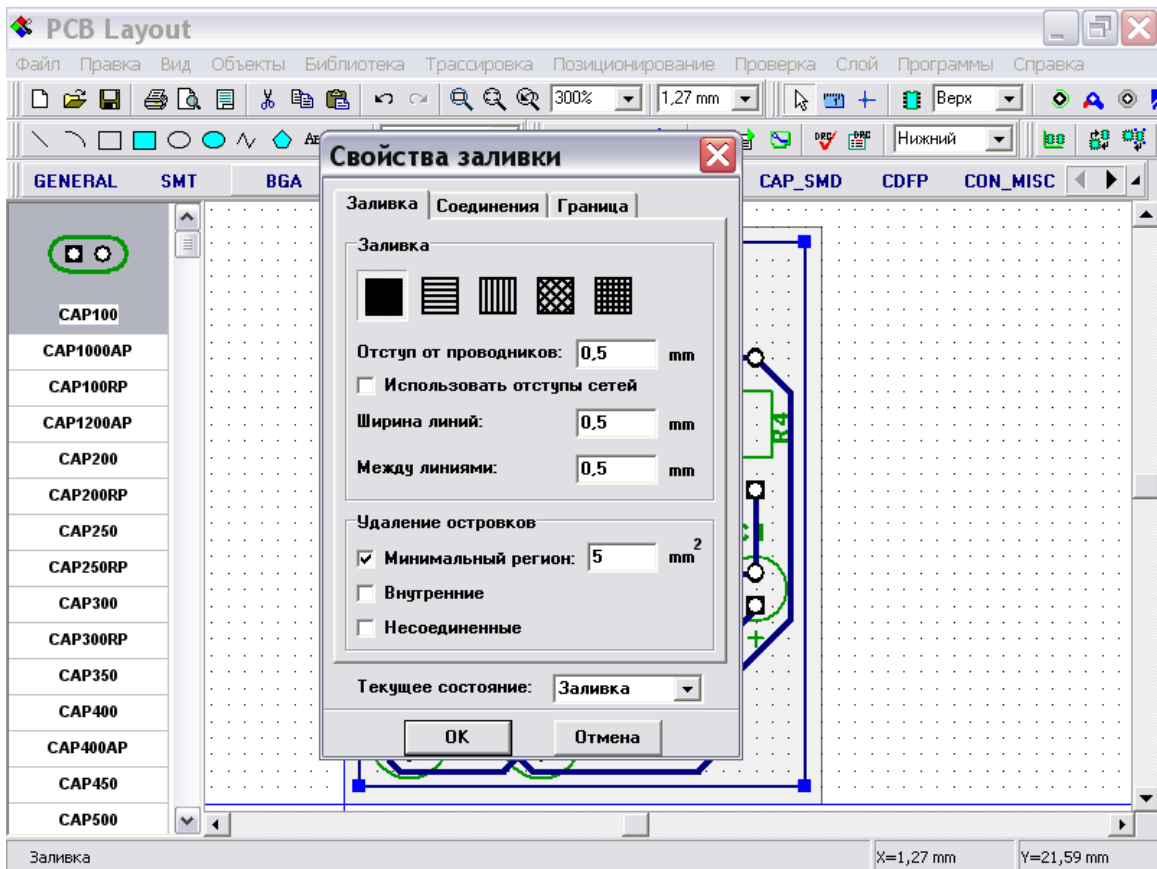 PCB Layout
Файл Правка Вид Объекты Библиотека Трассировка Позиционирование Проверка Слой Программы Справка
300% 1,27 mm Верх
DRC DRC Нижний
GENERAL SMT BGA CAP_SMD CDFP CON_MISC
Свойства заливки
Заливка Соединения Граница
Заливка
Отступ от проводников: 0,5 mm
Использовать отступы сетей
Ширина линий: 0,5 mm
Между линиями: 0,5 mm
Удаление островков
Минимальный регион: 5 mm2
Внутренние
Несоединенные
Текущее состояние: Заливка
OK Отмена
CAP100
CAP1000AP
CAP100RP
CAP1200AP
CAP200
CAP200RP
CAP250
CAP250RP
CAP300
CAP300RP
CAP350
CAP400
CAP400AP
CAP450
CAP500
R4
+
Заливка X=1,27 mm Y=21,59 mm